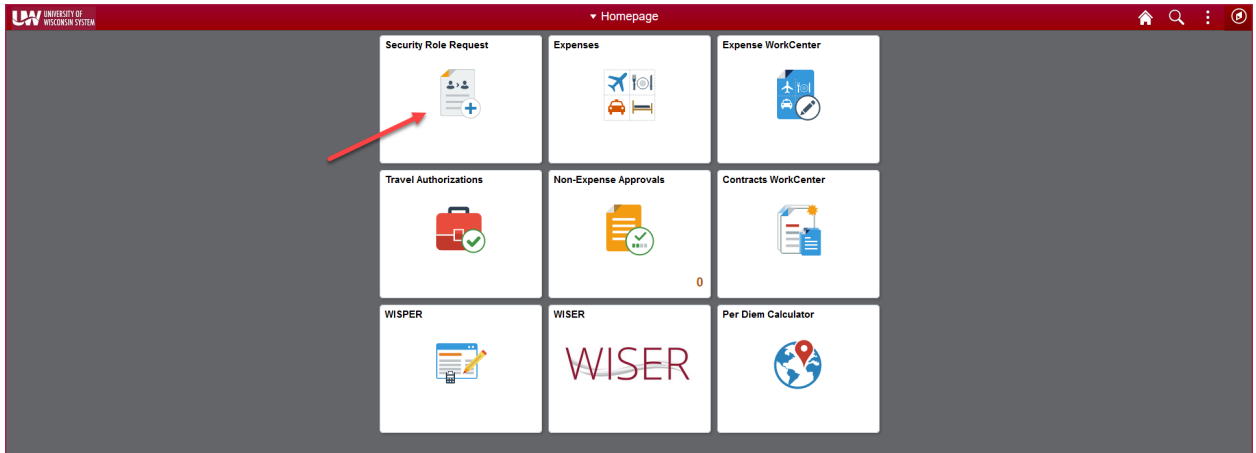 UW UNIVERSITY OF
WISCONSIN SYSTEM
Homepage
Security Role Request
Expenses
Expense WorkCenter
Travel Authorizations
Non-Expense Approvals
Contracts WorkCenter
0
WISPER
WISER
Per Diem Calculator
WISER